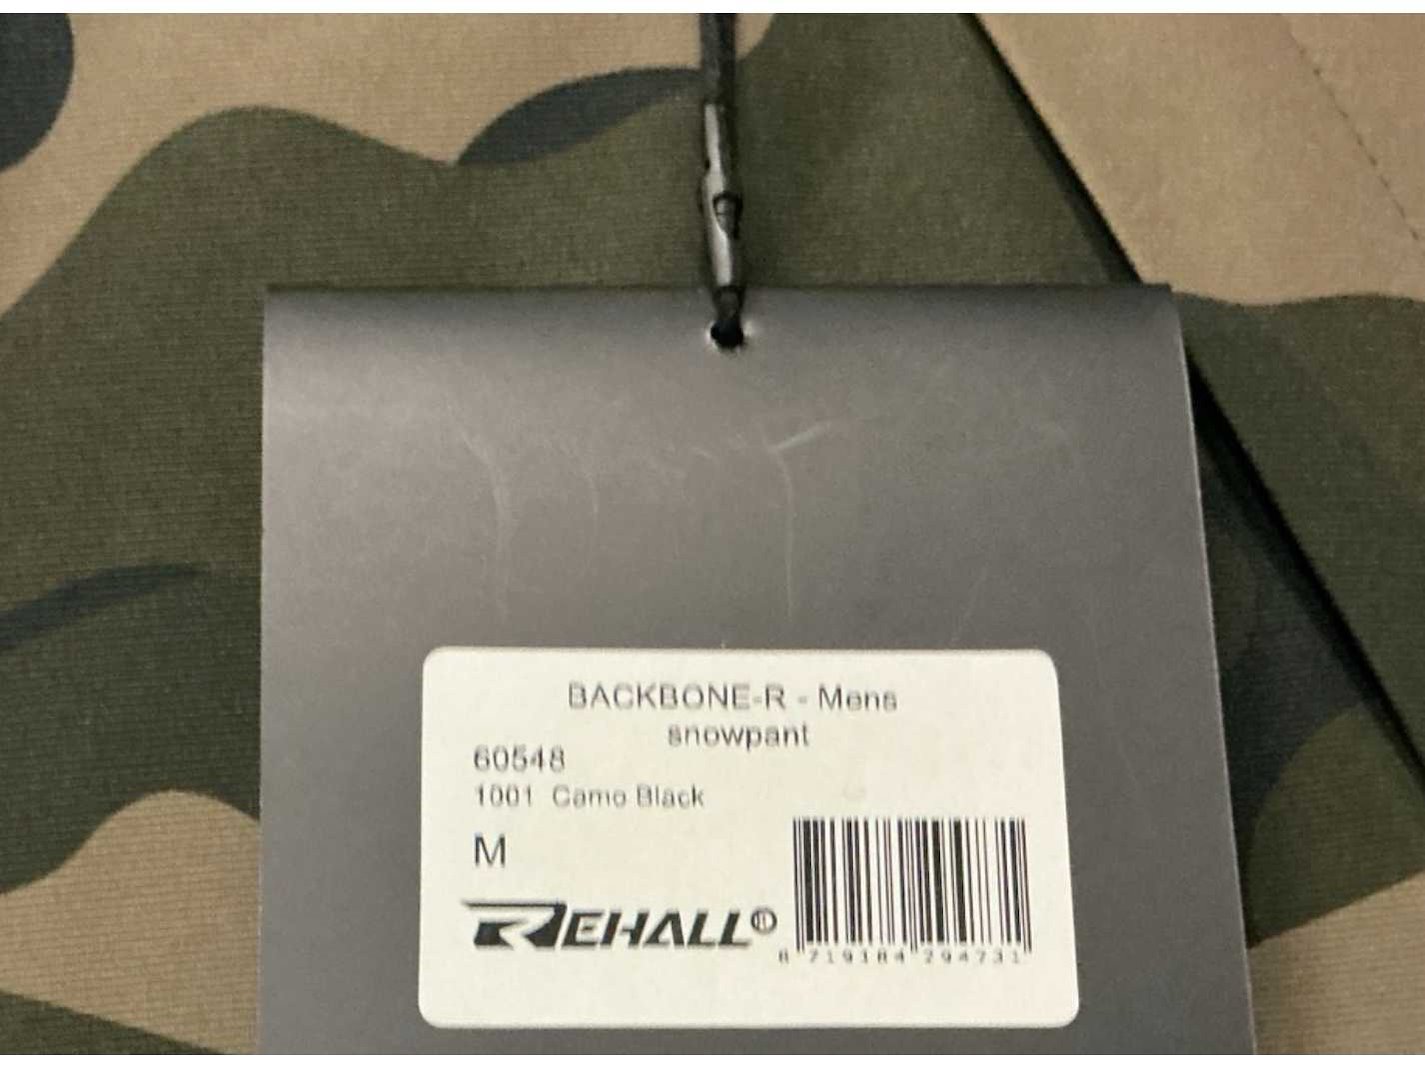 BACKBONE-R - Mens
snowpant
60548
1001 Camo Black
M
REHALL®
8 719184 294731